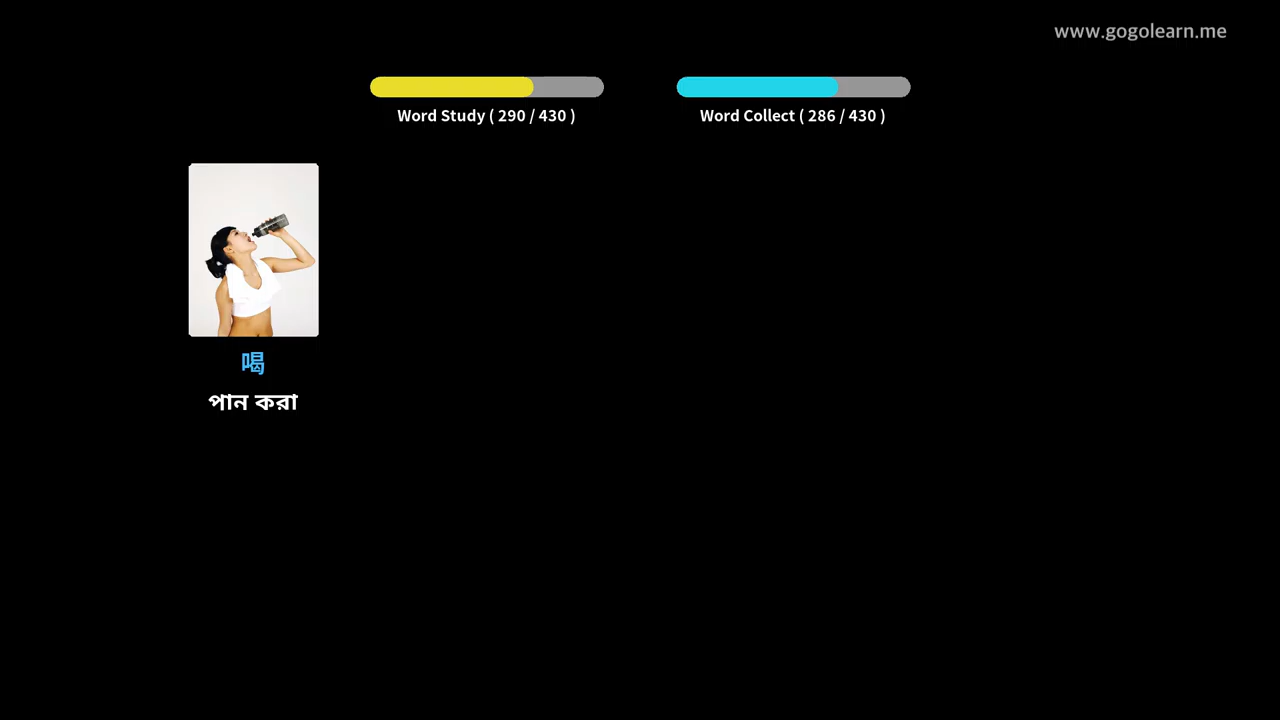 www.gogolearn.me
Word Study ( 290 / 430 )
Word Collect ( 286 / 430 )
喝
পান করা